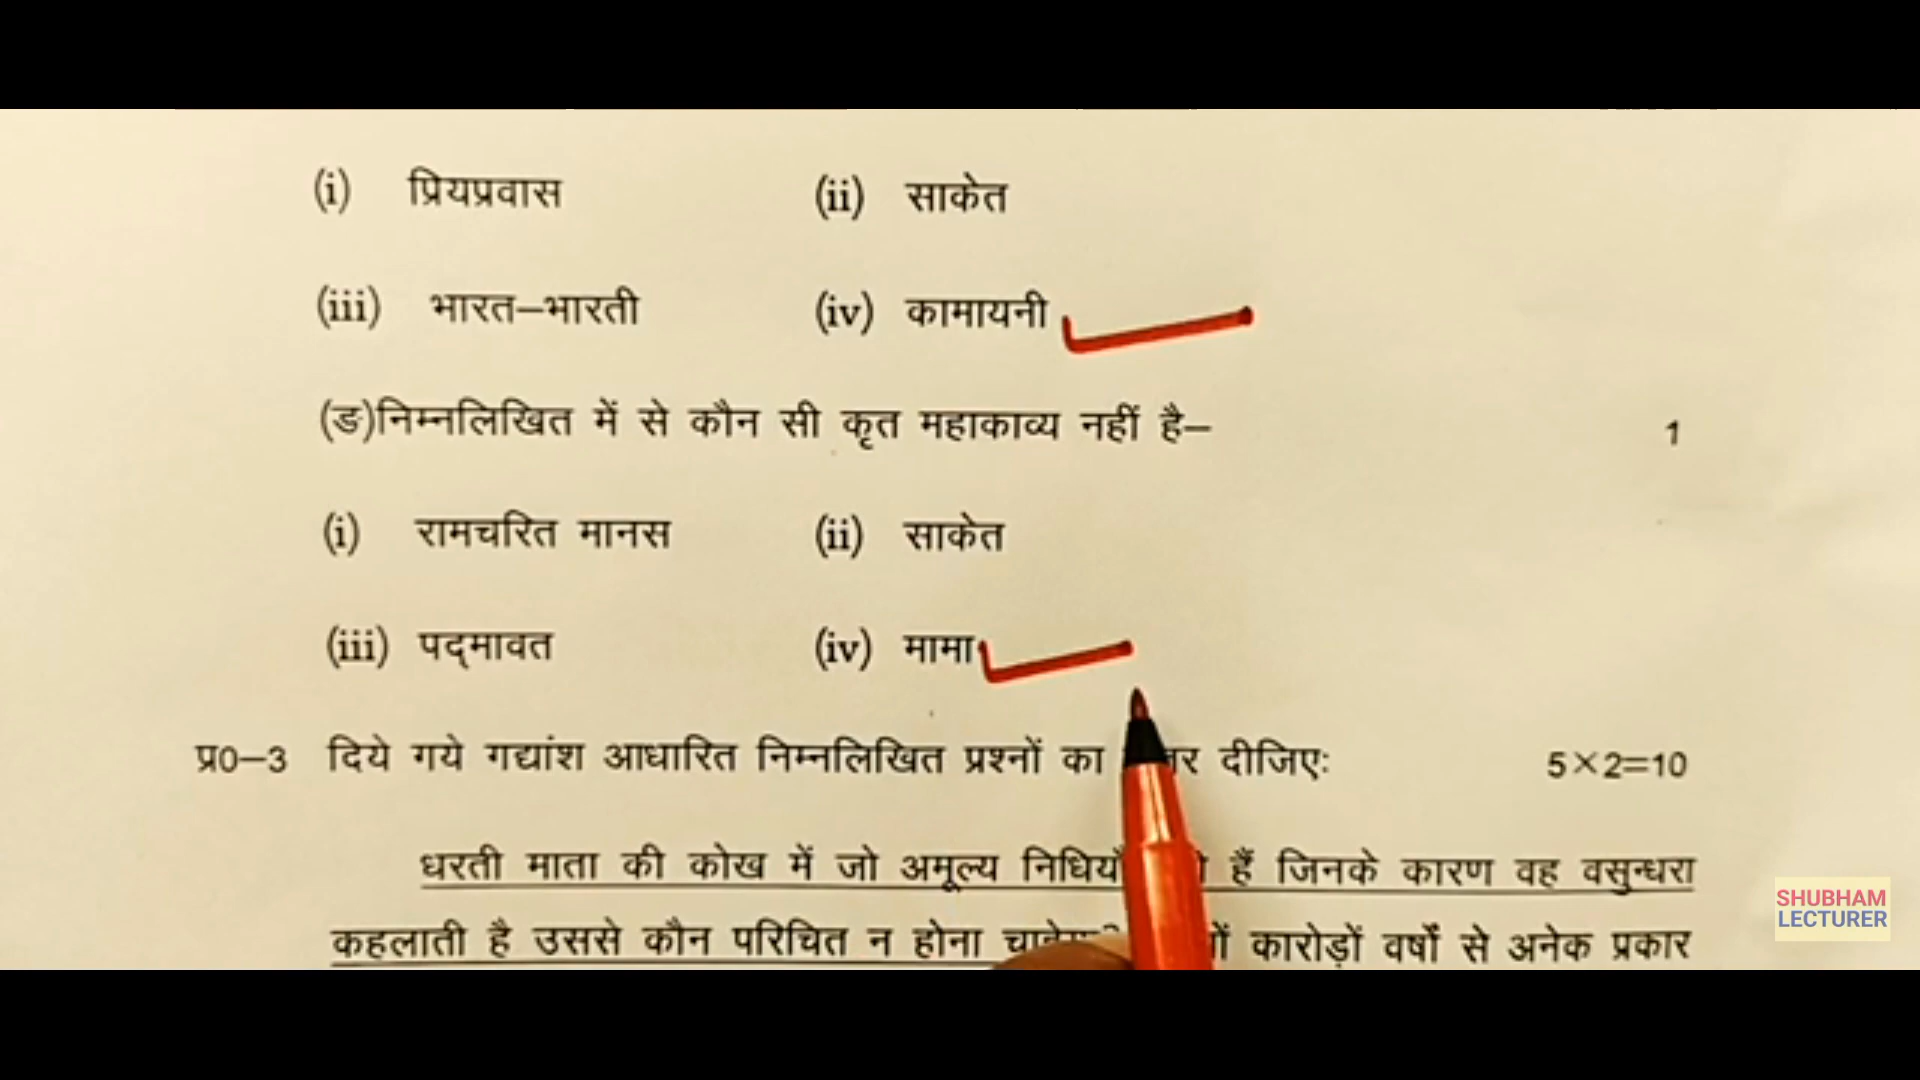 (i) प्रियप्रवास (ii) साकेत
(iii) भारत–भारती (iv) कामायनी
(ङ)निम्नलिखित में से कौन सी कृत महाकाव्य नहीं है– 1
(i) रामचरित मानस (ii) साकेत
(iii) पद्मावत (iv) मामा
प्र0–3 दिये गये गद्यांश आधारित निम्नलिखित प्रश्नों का दीजिएः 5×2=10
धरती माता की कोख में जो अमूल्य हैं जिनके कारण वह वसुन्धरा
कहलाती है उससे कौन परिचित न होना कारोड़ों वर्षों से अनेक प्रकार
SHUBHAM
LECTURER